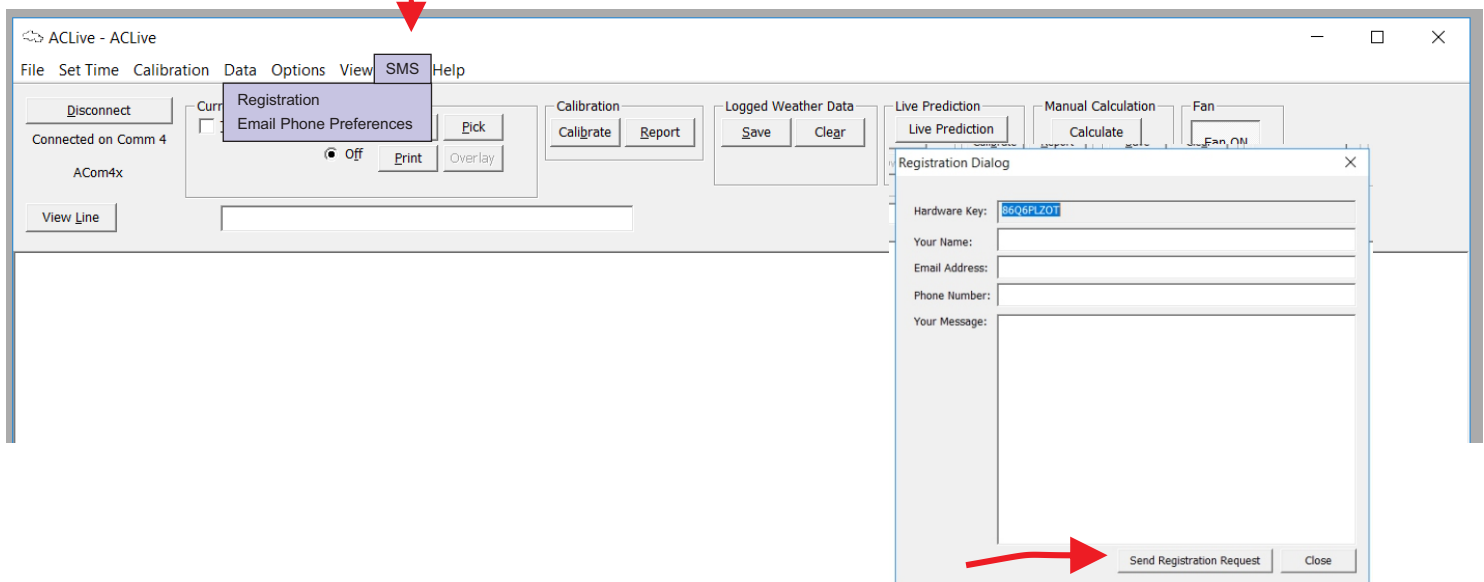 ACLive - ACLive
File Set Time Calibration Data Options View SMS Help
Registration
Email Phone Preferences
Disconnect
Connected on Comm 4
ACom4x
View Line
Curr
Off
Pick
Print
Overlay
Calibration
Calibrate Report
Logged Weather Data
Save Clear
Live Prediction
Live Prediction
Manual Calculation
Calculate
Fan
Fan ON
Registration Dialog
Hardware Key: 86Q6PLZOT
Your Name:
Email Address:
Phone Number:
Your Message:
Send Registration Request Close